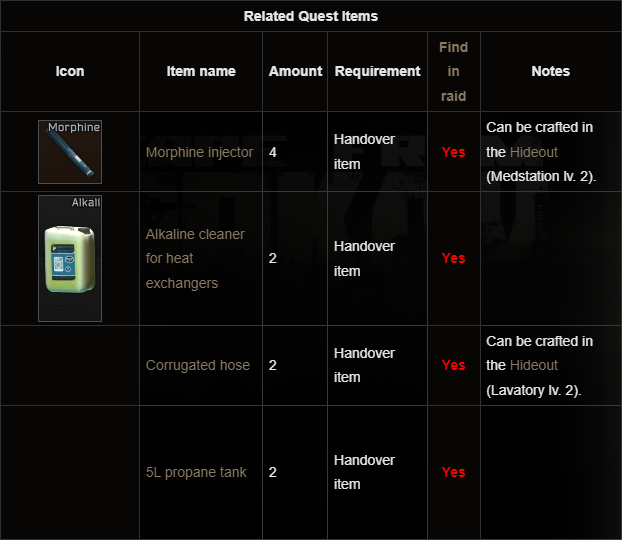 Related Quest Items
Icon
Item name
Amount
Requirement
Find
in
raid
Notes
Morphine
Morphine injector
4
Handover
item
Yes
Can be crafted in
the Hideout
(Medstation lv. 2).
Alkali
Alkaline cleaner
for heat
exchangers
2
Handover
item
Yes
Corrugated hose
2
Handover
item
Yes
Can be crafted in
the Hideout
(Lavatory lv. 2).
5L propane tank
2
Handover
item
Yes